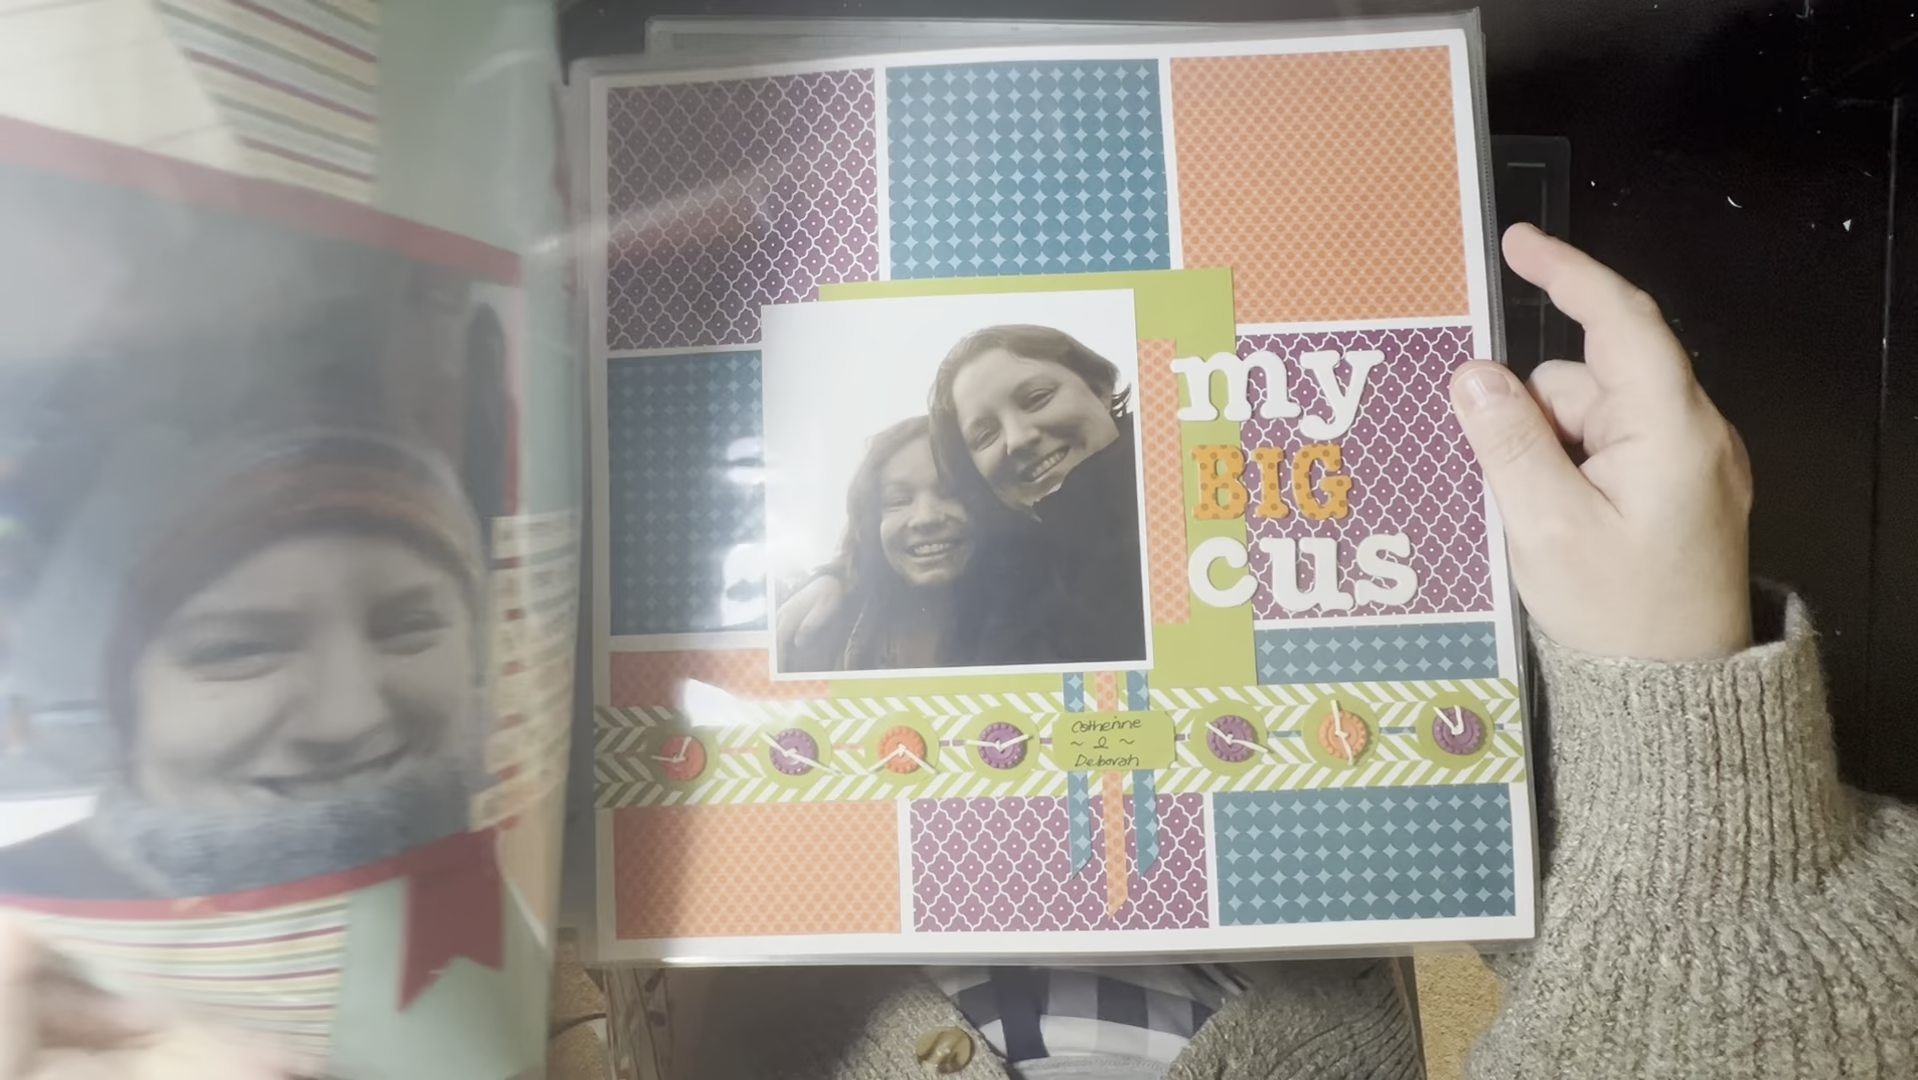 my
BIG
cus
Catherine
~ & ~
Deborah